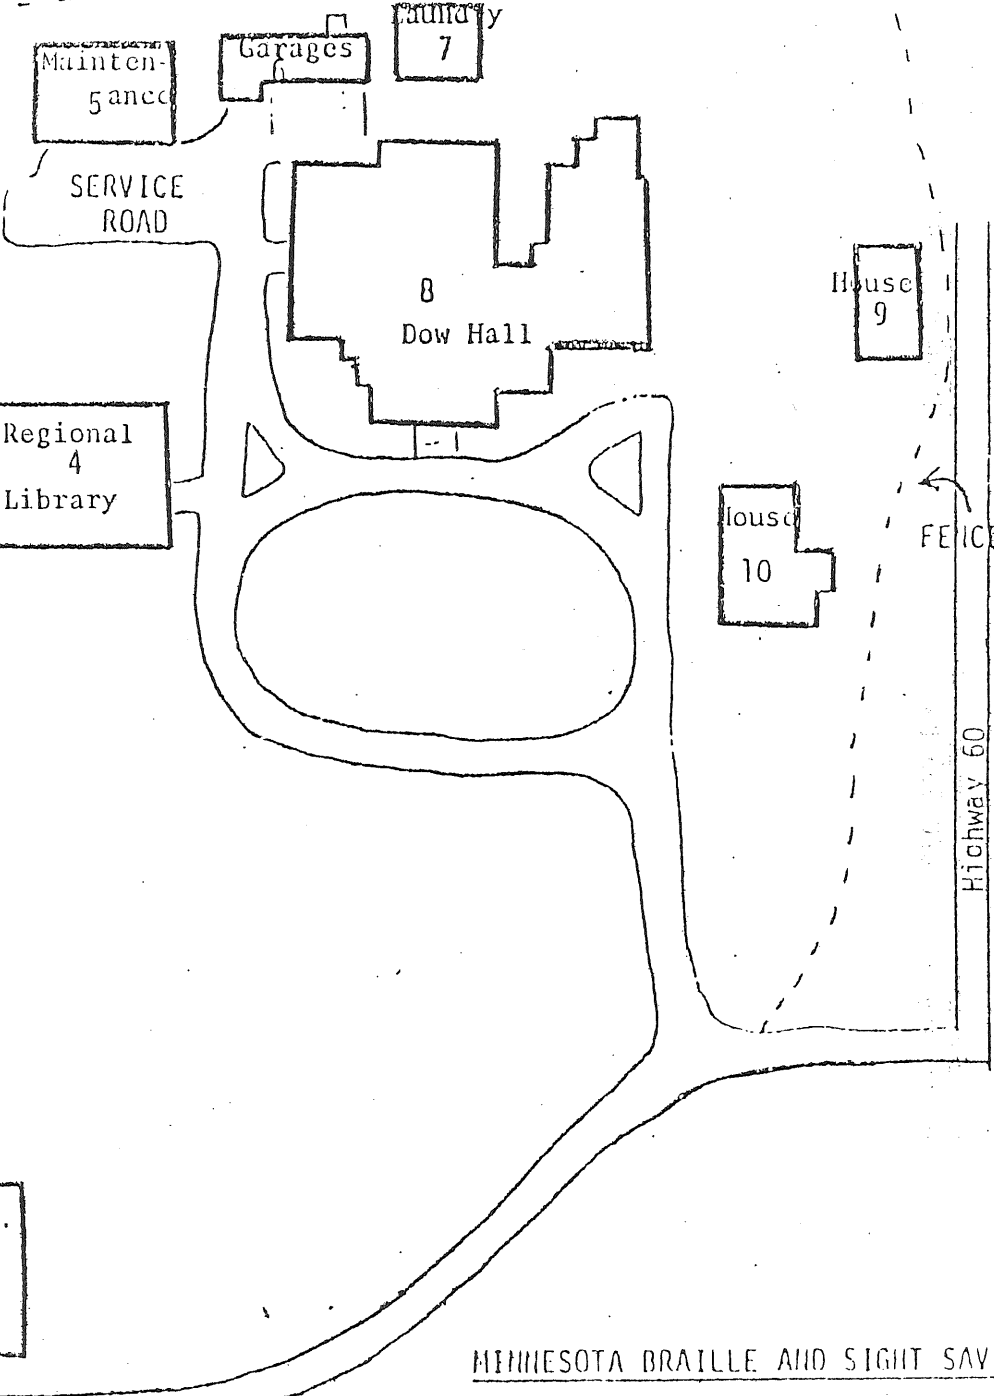 Laundry
7
Garages
6
Mainten-
5 ance
SERVICE
ROAD
House
9
8
Dow Hall
Regional
4
Library
House
10
FENCE
Highway 60
MINNESOTA BRAILLE AND SIGHT SAV